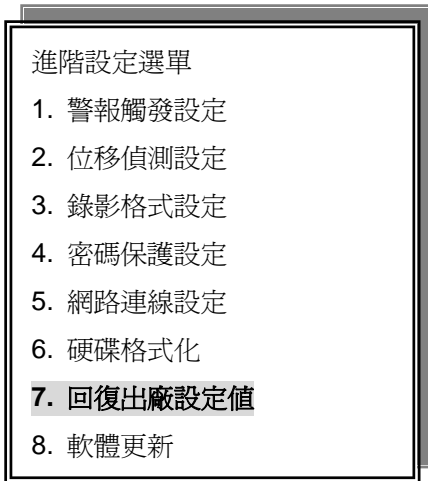 進階設定選單
1. 警報觸發設定
2. 位移偵測設定
3. 錄影格式設定
4. 密碼保護設定
5. 網路連線設定
6. 硬碟格式化
7. 回復出廠設定值
8. 軟體更新